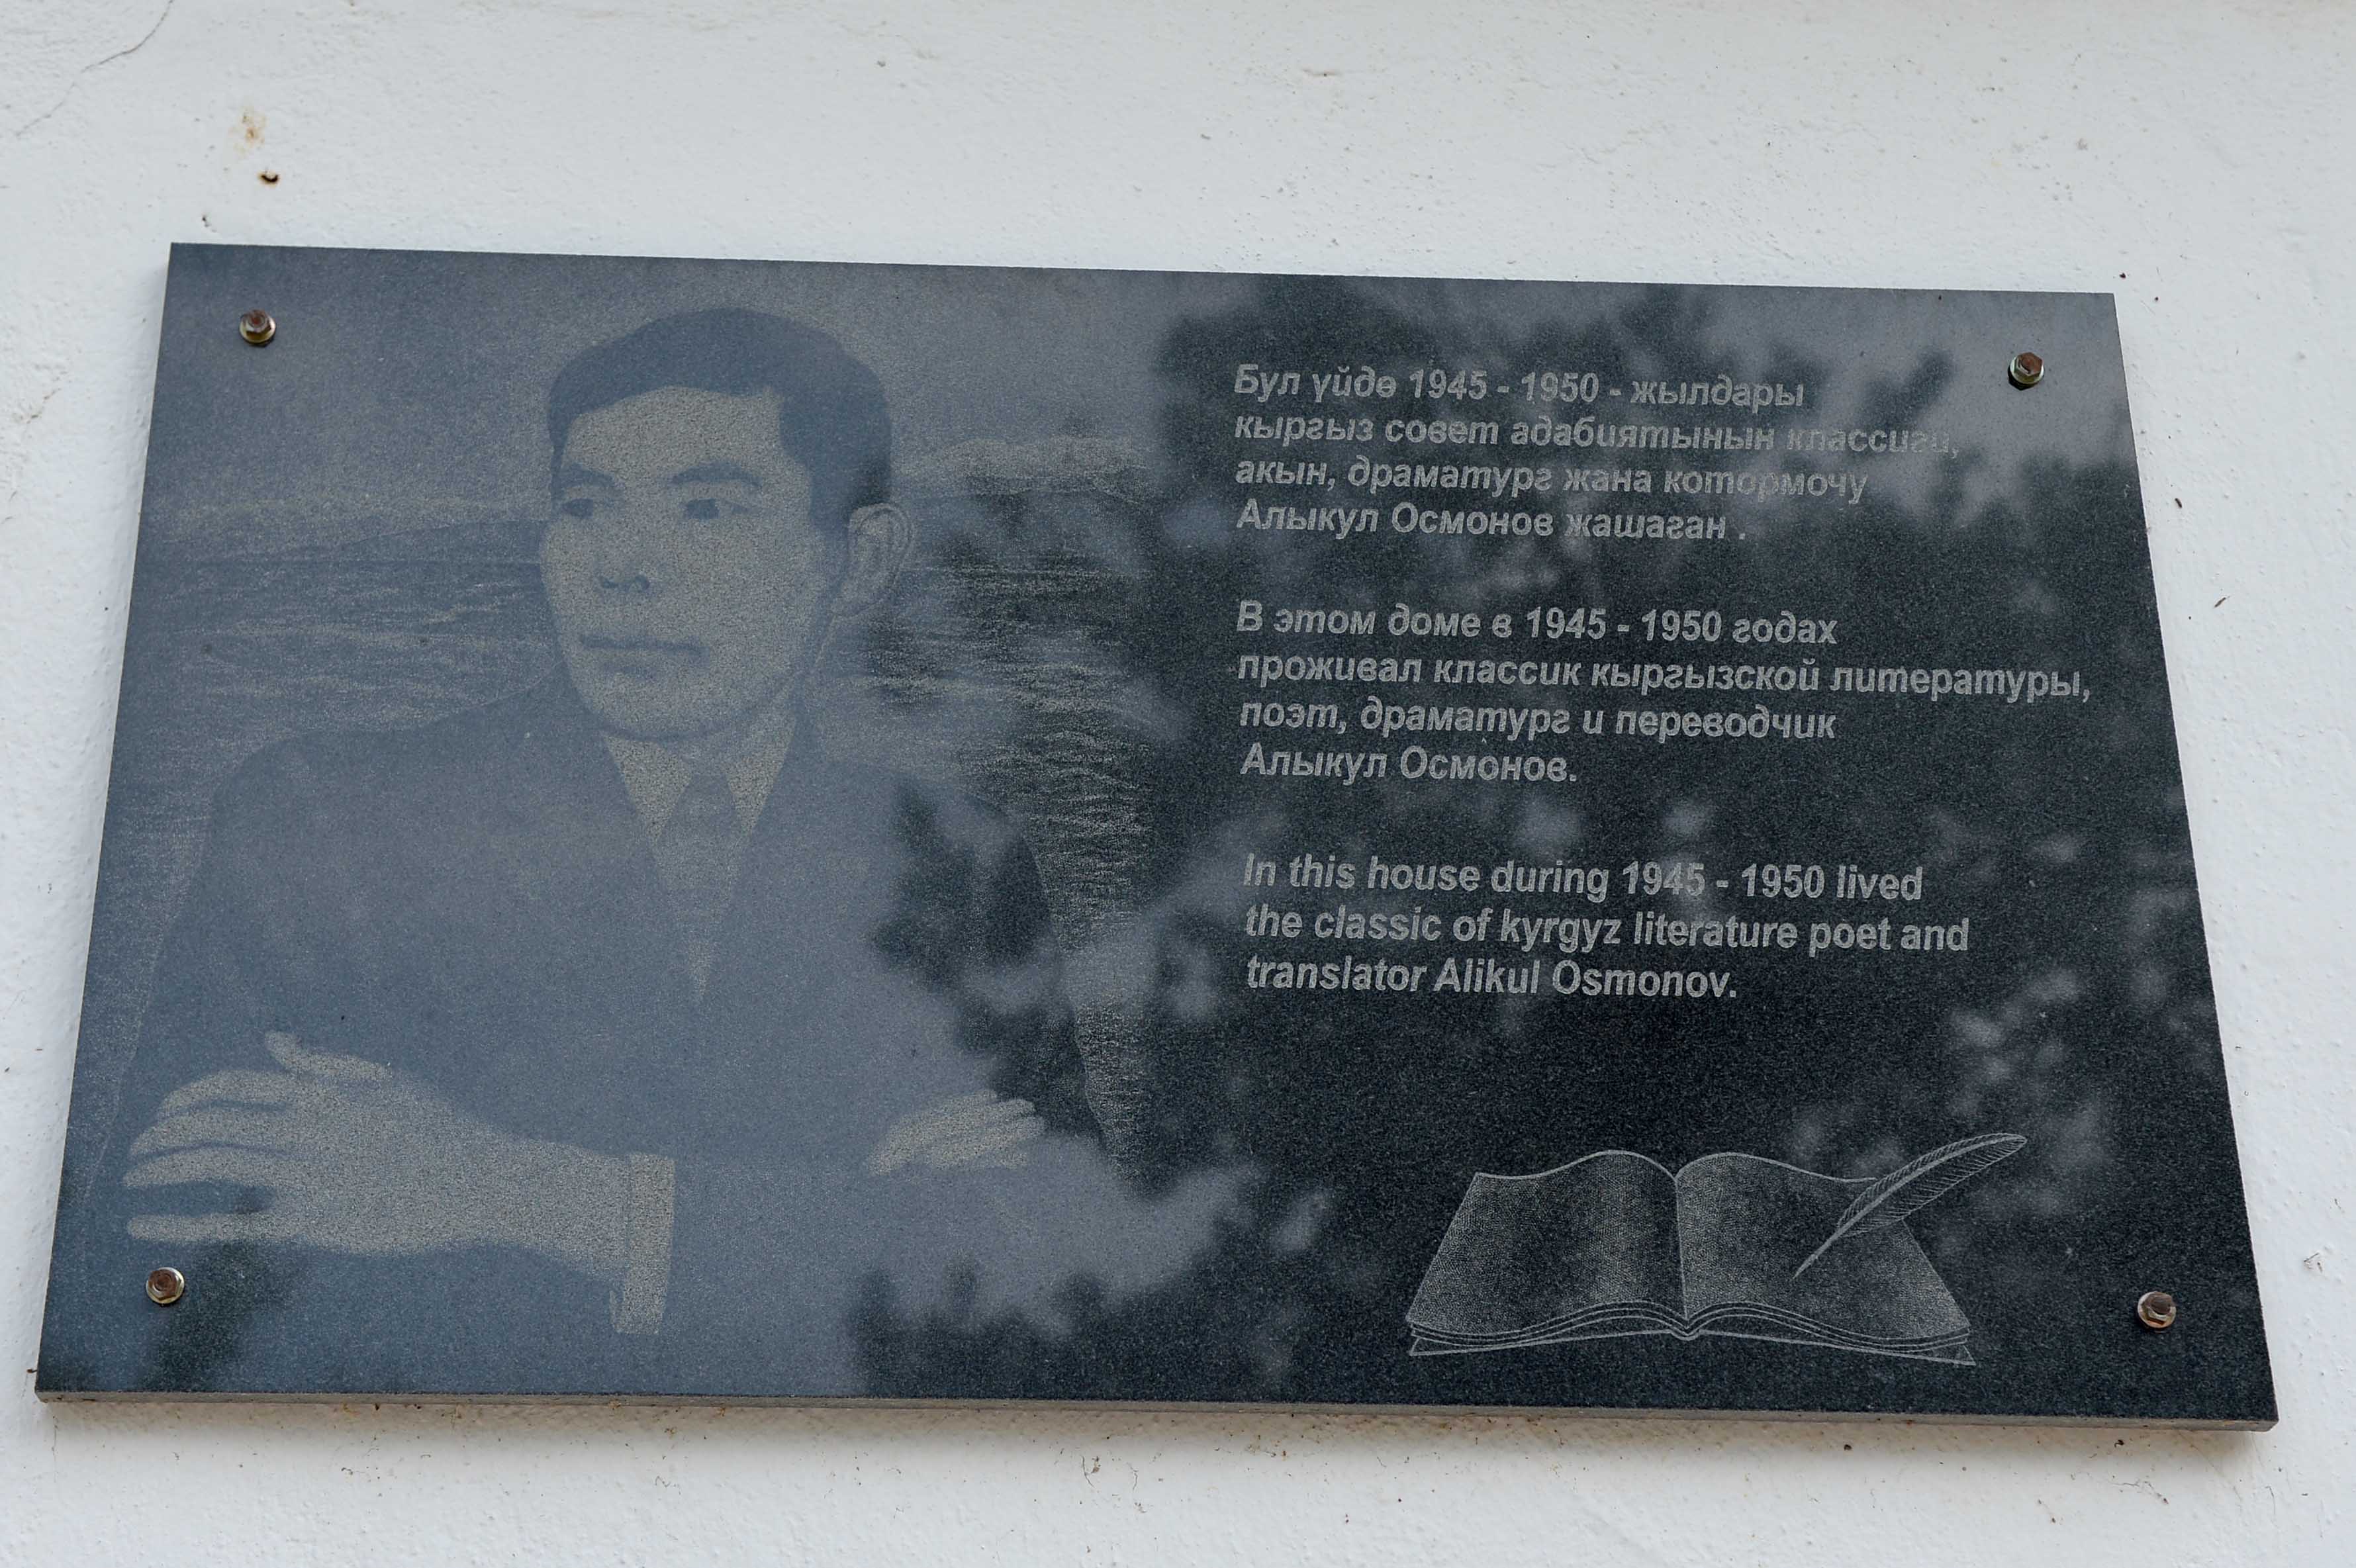 Бул үйдө 1945 - 1950 - жылдары
кыргыз совет адабиятынын классиги,
акын, драматург жана котормочу
Алыкул Осмонов жашаган .
В этом доме в 1945 - 1950 годах
проживал классик кыргызской литературы,
поэт, драматург и переводчик
Алыкул Осмонов.
In this house during 1945 - 1950 lived
the classic of kyrgyz literature poet and
translator Alikul Osmonov.